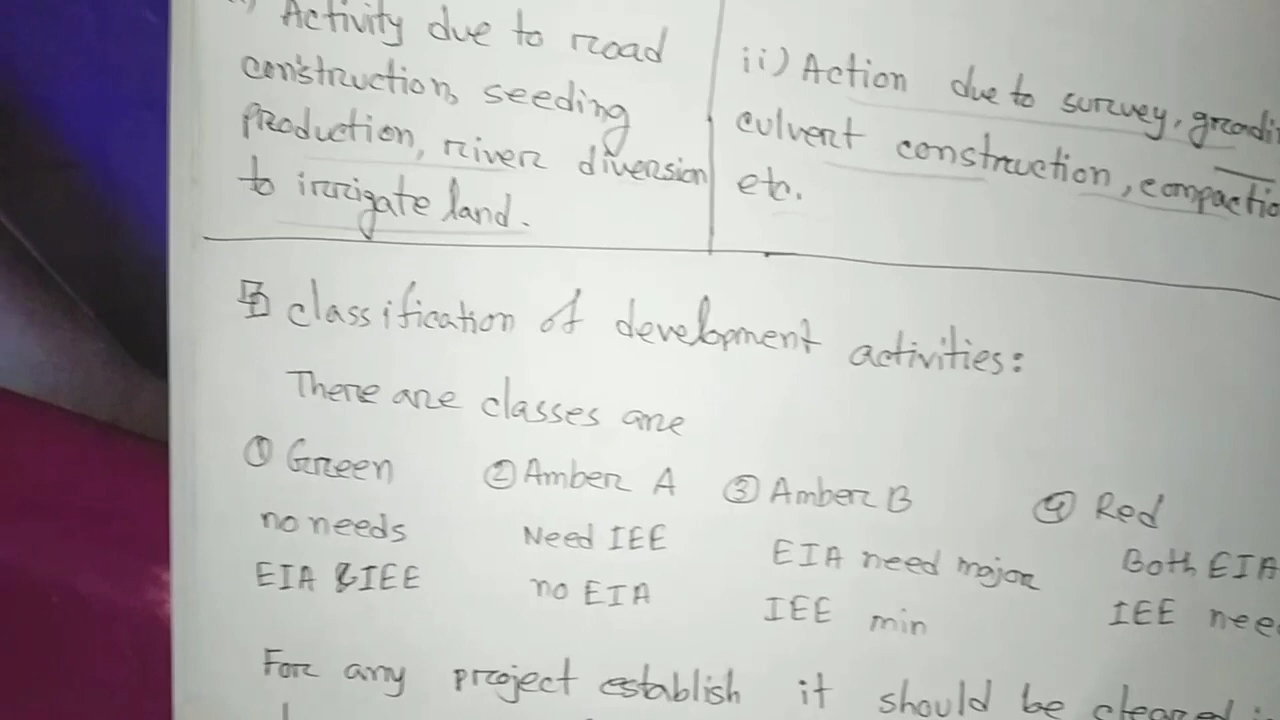 Activity due to road
construction, seeding
production, river diversion
to irrigate land.
ii) Action due to survey, gradi
culvert construction, compactio
etc.
classification of development activities:
There are classes are
① Green ② Amber A ③ Amber B ④ Red
no needs Need IEE EIA need major Both EIA
EIA & IEE no EIA IEE min IEE nee
For any project establish it should be cleared